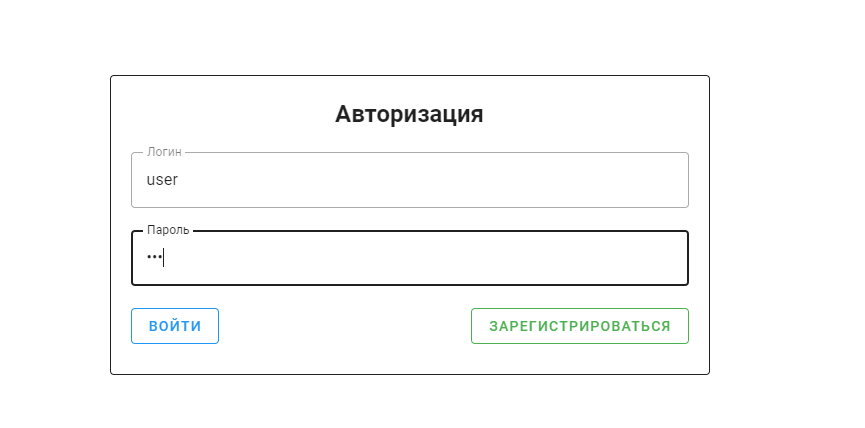 Авторизация
Логин
user
Пароль
•••
ВОЙТИ
ЗАРЕГИСТРИРОВАТЬСЯ